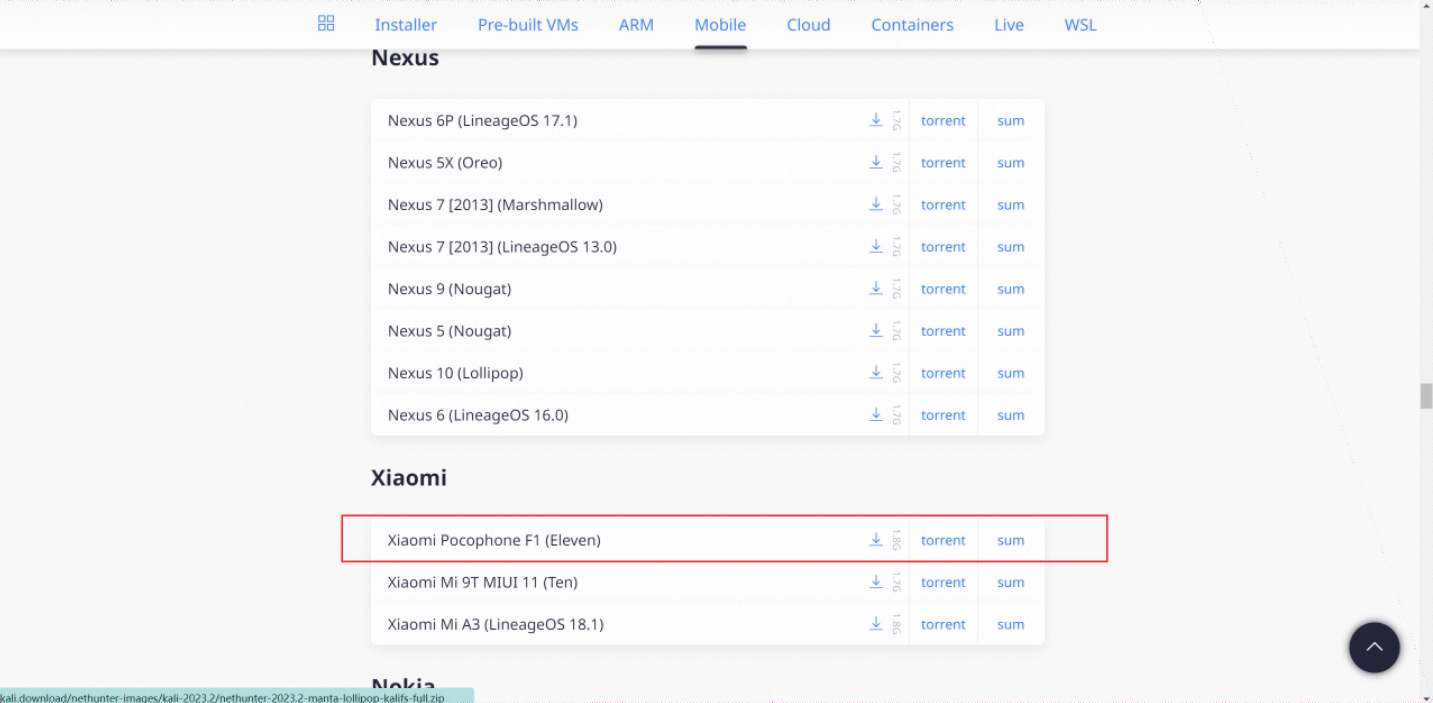 Installer Pre-built VMs ARM Mobile Cloud Containers Live WSL
Nexus
Nexus 6P (LineageOS 17.1) 1.7G torrent sum
Nexus 5X (Oreo) 1.7G torrent sum
Nexus 7 [2013] (Marshmallow) 1.7G torrent sum
Nexus 7 [2013] (LineageOS 13.0) 1.7G torrent sum
Nexus 9 (Nougat) 1.7G torrent sum
Nexus 5 (Nougat) 1.7G torrent sum
Nexus 10 (Lollipop) 1.7G torrent sum
Nexus 6 (LineageOS 16.0) 1.7G torrent sum
Xiaomi
Xiaomi Pocophone F1 (Eleven) 1.8G torrent sum
Xiaomi Mi 9T MIUI 11 (Ten) 1.7G torrent sum
Xiaomi Mi A3 (LineageOS 18.1) 1.8G torrent sum
Nokia
kali.download/nethunter-images/kali-2023.2/nethunter-2023.2-manta-lollipop-kalifs-full.zip